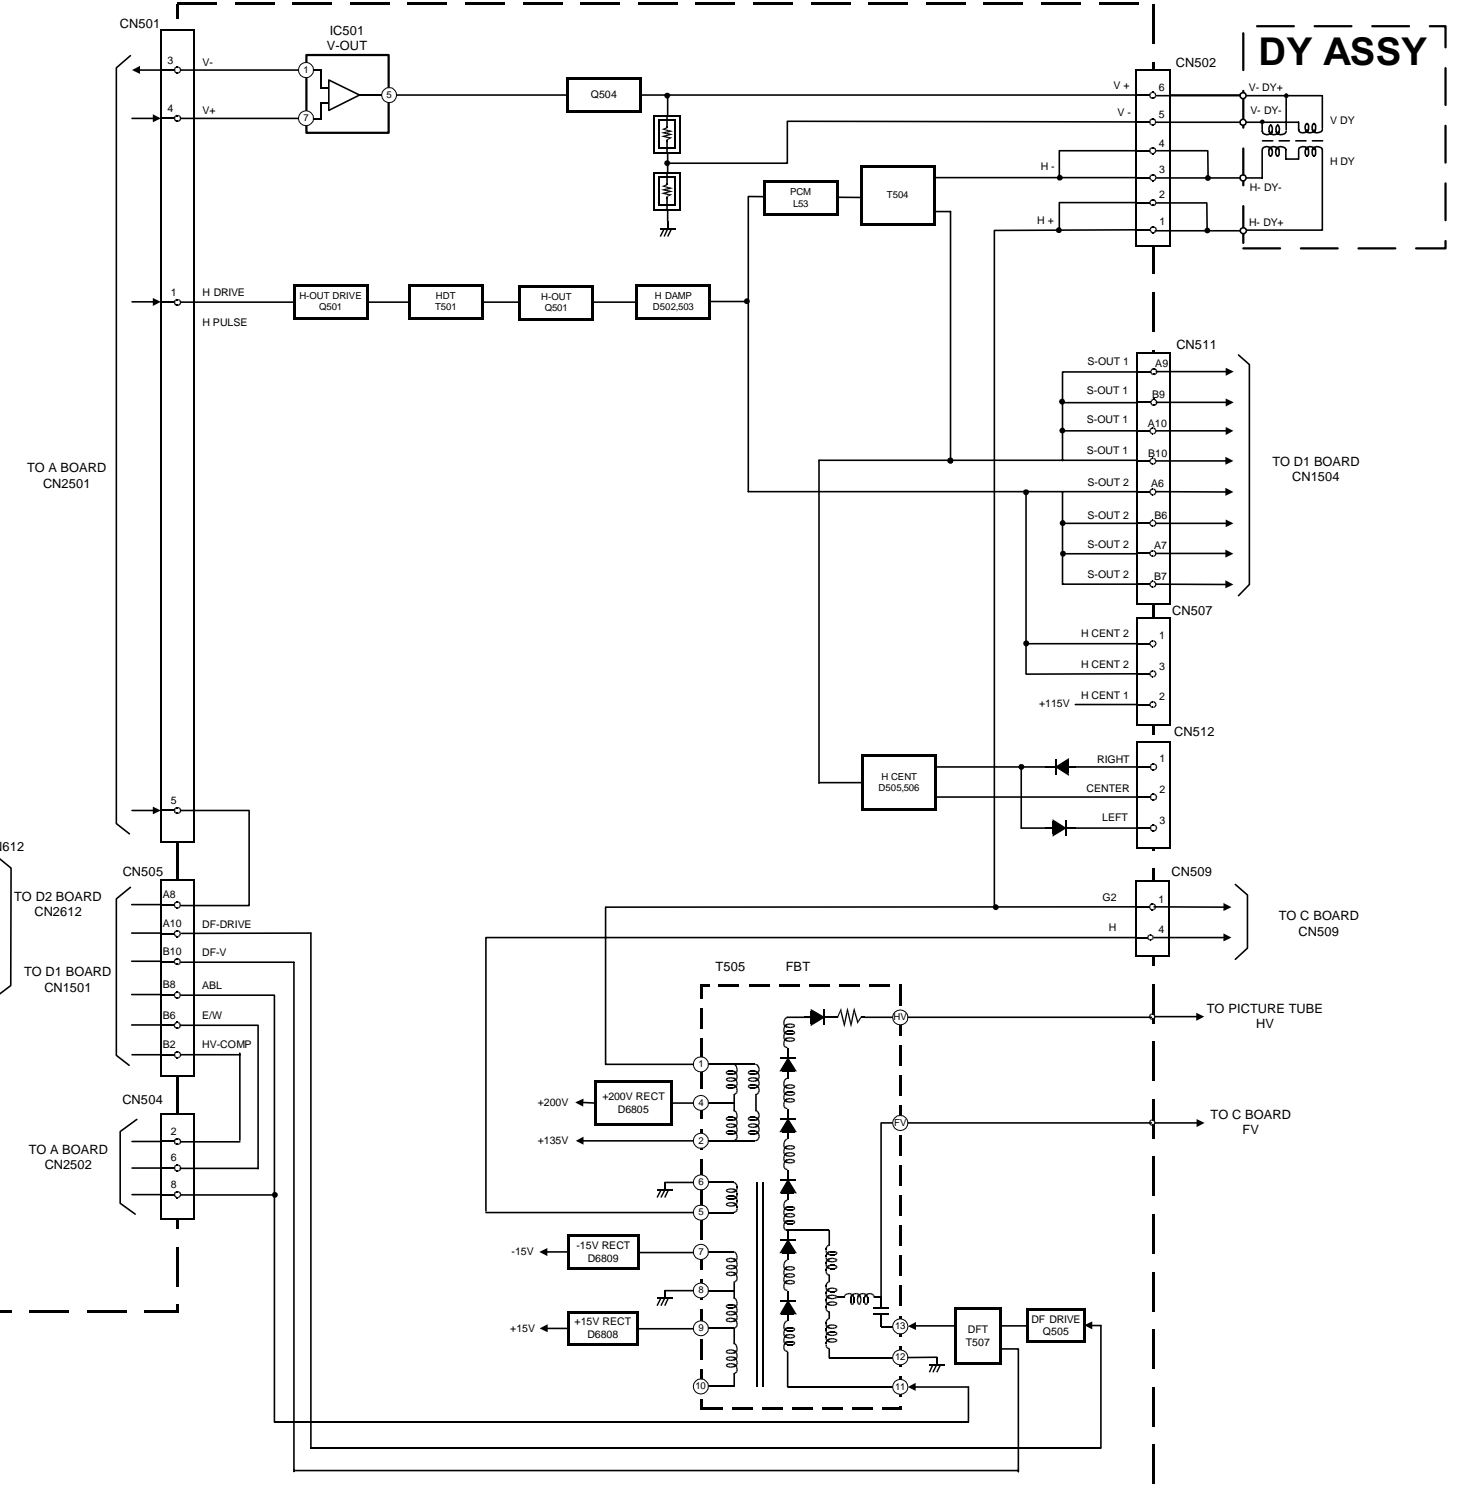 CN501
IC501
V-OUT
3
V-
1
5
4
V+
7
Q504
CN502
DY ASSY
V +
6
V- DY+
V -
5
V- DY-
V DY
4
H -
3
H DY
H- DY-
2
H +
1
H- DY+
PCM
L53
T504
1
H DRIVE
H PULSE
H-OUT DRIVE
Q501
HDT
T501
H-OUT
Q501
H DAMP
D502,503
CN511
S-OUT 1
A9
S-OUT 1
B9
S-OUT 1
A10
S-OUT 1
B10
S-OUT 2
A6
S-OUT 2
B6
S-OUT 2
A7
S-OUT 2
B7
TO D1 BOARD
CN1504
TO A BOARD
CN2501
CN507
H CENT 2
1
H CENT 2
3
+115V
H CENT 1
2
CN512
RIGHT
1
CENTER
2
LEFT
3
H CENT
D505,506
5
612
CN505
TO D2 BOARD
CN2612
A8
A10
DF-DRIVE
B10
DF-V
TO D1 BOARD
CN1501
B8
ABL
B6
E/W
B2
HV-COMP
CN509
G2
1
H
4
TO C BOARD
CN509
CN504
TO A BOARD
CN2502
2
6
8
T505
FBT
HV
TO PICTURE TUBE
HV
1
+200V
+200V RECT
D6805
4
+135V
2
FV
TO C BOARD
FV
6
5
-15V
-15V RECT
D6809
7
8
+15V
+15V RECT
D6808
9
10
13
12
11
DFT
T507
DF DRIVE
Q505